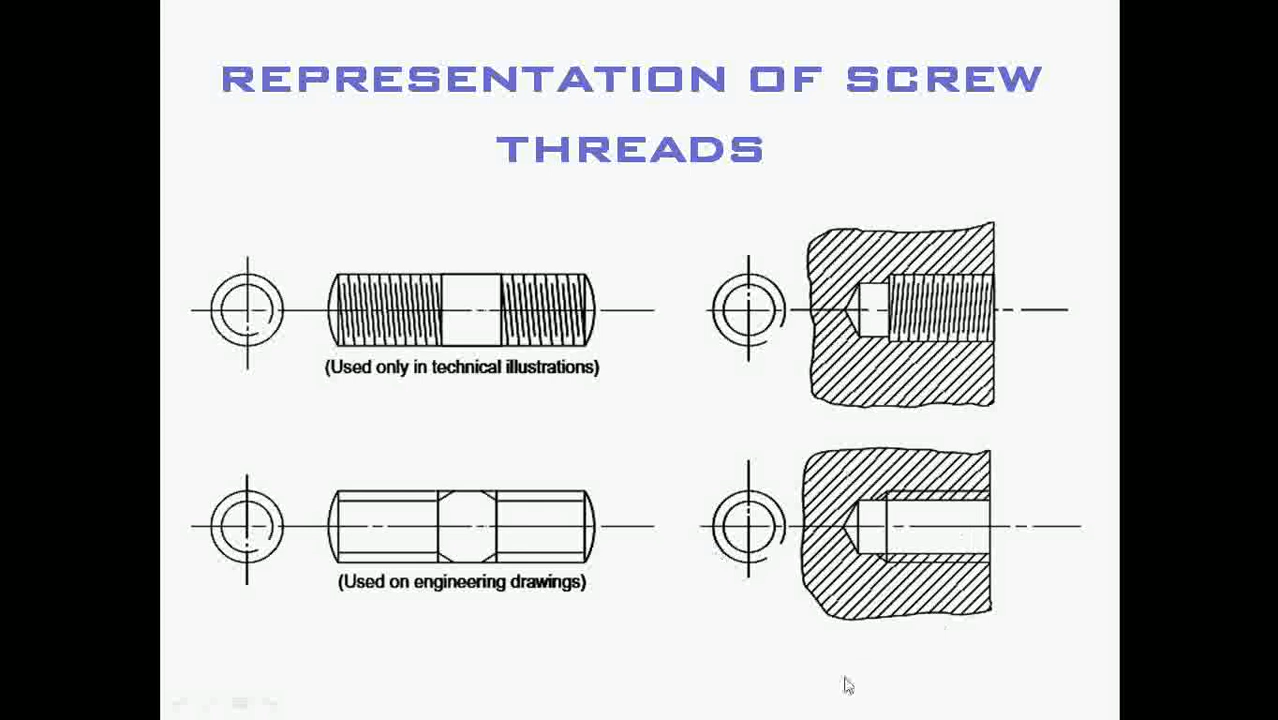 REPRESENTATION OF SCREW
THREADS
(Used only in technical illustrations)
(Used on engineering drawings)